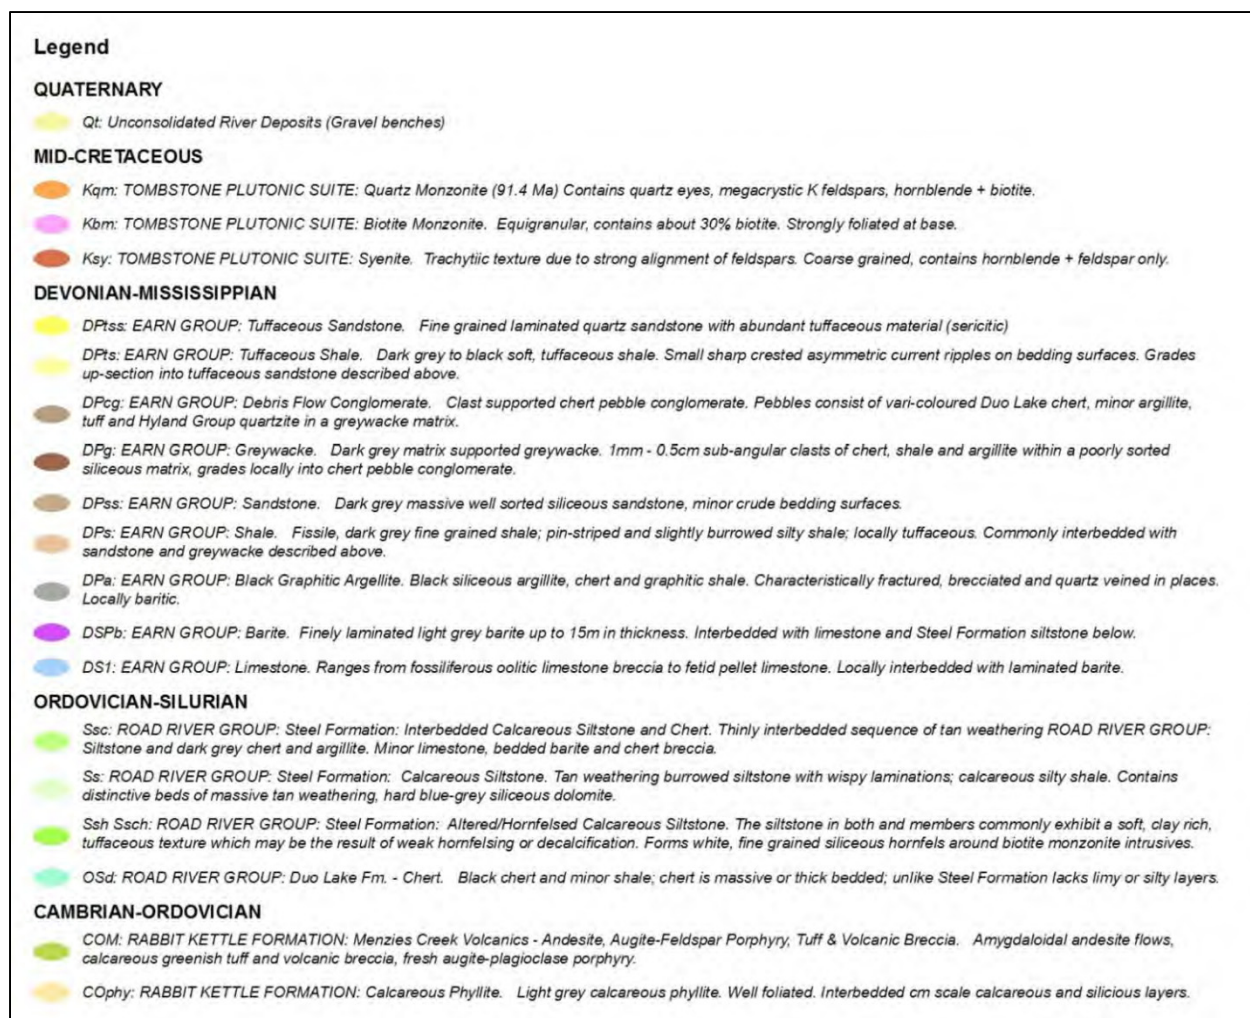 Legend
QUATERNARY
Qt: Unconsolidated River Deposits (Gravel benches)
MID-CRETACEOUS
Kqm: TOMBSTONE PLUTONIC SUITE: Quartz Monzonite (91.4 Ma) Contains quartz eyes, megacrystic K feldspars, hornblende + biotite.
Kbm: TOMBSTONE PLUTONIC SUITE: Biotite Monzonite. Equigranular, contains about 30% biotite. Strongly foliated at base.
Ksy: TOMBSTONE PLUTONIC SUITE: Syenite. Trachytiic texture due to strong alignment of feldspars. Coarse grained, contains hornblende + feldspar only.
DEVONIAN-MISSISSIPPIAN
DPtss: EARN GROUP: Tuffaceous Sandstone. Fine grained laminated quartz sandstone with abundant tuffaceous material (sericitic)
DPts: EARN GROUP: Tuffaceous Shale. Dark grey to black soft, tuffaceous shale. Small sharp crested asymmetric current ripples on bedding surfaces. Grades
up-section into tuffaceous sandstone described above.
DPcg: EARN GROUP: Debris Flow Conglomerate. Clast supported chert pebble conglomerate. Pebbles consist of vari-coloured Duo Lake chert, minor argillite,
tuff and Hyland Group quartzite in a greywacke matrix.
DPg: EARN GROUP: Greywacke. Dark grey matrix supported greywacke. 1mm - 0.5cm sub-angular clasts of chert, shale and argillite within a poorly sorted
siliceous matrix, grades locally into chert pebble conglomerate.
DPss: EARN GROUP: Sandstone. Dark grey massive well sorted siliceous sandstone, minor crude bedding surfaces.
DPs: EARN GROUP: Shale. Fissile, dark grey fine grained shale; pin-striped and slightly burrowed silty shale; locally tuffaceous. Commonly interbedded with
sandstone and greywacke described above.
DPa: EARN GROUP: Black Graphitic Argellite. Black siliceous argillite, chert and graphitic shale. Characteristically fractured, brecciated and quartz veined in places.
Locally baritic.
DSPb: EARN GROUP: Barite. Finely laminated light grey barite up to 15m in thickness. Interbedded with limestone and Steel Formation siltstone below.
DS1: EARN GROUP: Limestone. Ranges from fossiliferous oolitic limestone breccia to fetid pellet limestone. Locally interbedded with laminated barite.
ORDOVICIAN-SILURIAN
Ssc: ROAD RIVER GROUP: Steel Formation: Interbedded Calcareous Siltstone and Chert. Thinly interbedded sequence of tan weathering ROAD RIVER GROUP:
Siltstone and dark grey chert and argillite. Minor limestone, bedded barite and chert breccia.
Ss: ROAD RIVER GROUP: Steel Formation: Calcareous Siltstone. Tan weathering burrowed siltstone with wispy laminations; calcareous silty shale. Contains
distinctive beds of massive tan weathering, hard blue-grey siliceous dolomite.
Ssh Ssch: ROAD RIVER GROUP: Steel Formation: Altered/Hornfelsed Calcareous Siltstone. The siltstone in both and members commonly exhibit a soft, clay rich,
tuffaceous texture which may be the result of weak hornfelsing or decalcification. Forms white, fine grained siliceous hornfels around biotite monzonite intrusives.
OSd: ROAD RIVER GROUP: Duo Lake Fm. - Chert. Black chert and minor shale; chert is massive or thick bedded; unlike Steel Formation lacks limy or silty layers.
CAMBRIAN-ORDOVICIAN
COM: RABBIT KETTLE FORMATION: Menzies Creek Volcanics - Andesite, Augite-Feldspar Porphyry, Tuff & Volcanic Breccia. Amygdaloidal andesite flows,
calcareous greenish tuff and volcanic breccia, fresh augite-plagioclase porphyry.
COphy: RABBIT KETTLE FORMATION: Calcareous Phyllite. Light grey calcareous phyllite. Well foliated. Interbedded cm scale calcareous and silicious layers.